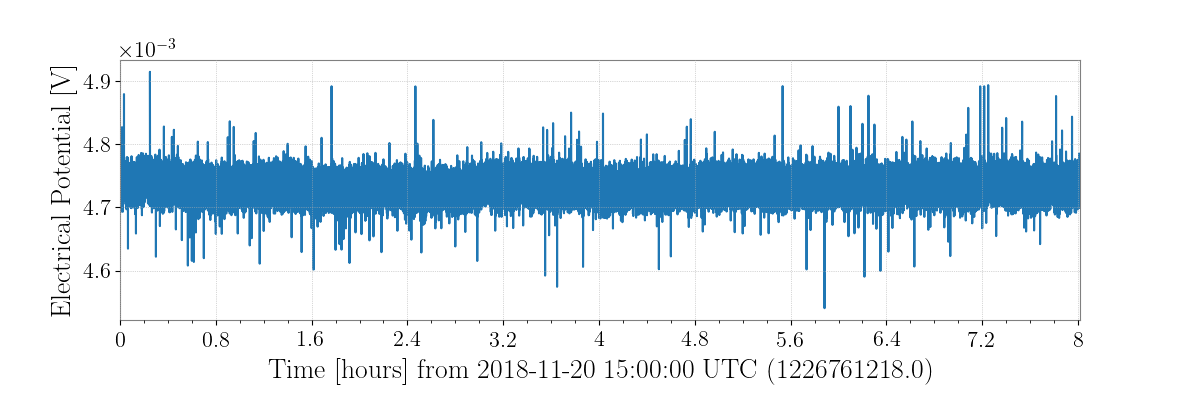 ×10⁻³
Electrical Potential [V]
4.9
4.8
4.7
4.6
0 0.8 1.6 2.4 3.2 4 4.8 5.6 6.4 7.2 8
Time [hours] from 2018-11-20 15:00:00 UTC (1226761218.0)